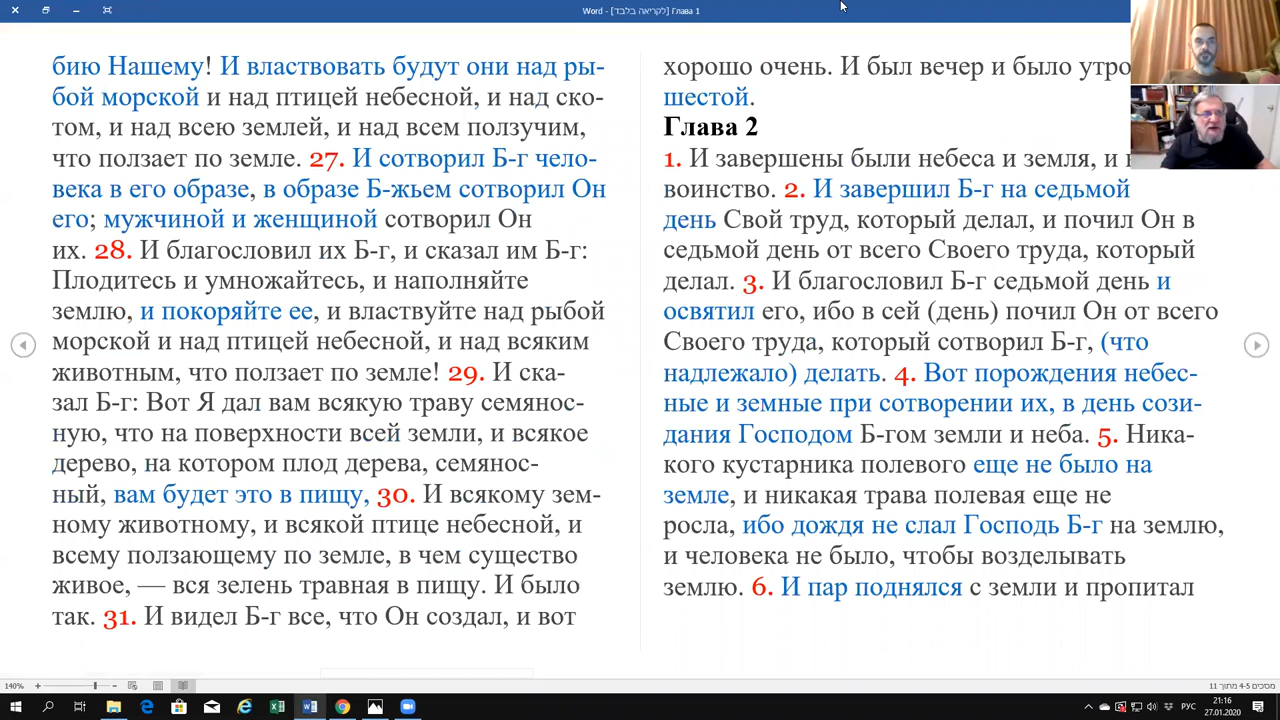 Word - [לקריאה בלבד] Глава 1
бию Нашему! И властвовать будут они над ры-
бой морской и над птицей небесной, и над ско-
том, и над всею землей, и над всем ползучим,
что ползает по земле. 27. И сотворил Б-г чело-
века в его образе, в образе Б-жьем сотворил Он
его; мужчиной и женщиной сотворил Он
их. 28. И благословил их Б-г, и сказал им Б-г:
Плодитесь и умножайтесь, и наполняйте
землю, и покоряйте ее, и властвуйте над рыбой
морской и над птицей небесной, и над всяким
животным, что ползает по земле! 29. И ска-
зал Б-г: Вот Я дал вам всякую траву семянос-
ную, что на поверхности всей земли, и всякое
дерево, на котором плод дерева, семянос-
ный, вам будет это в пищу, 30. И всякому зем-
ному животному, и всякой птице небесной, и
всему ползающему по земле, в чем существо
живое, — вся зелень травная в пищу. И было
так. 31. И видел Б-г все, что Он создал, и вот
хорошо очень. И был вечер и было утро
шестой.
Глава 2
1. И завершены были небеса и земля, и
воинство. 2. И завершил Б-г на седьмой
день Свой труд, который делал, и почил Он в
седьмой день от всего Своего труда, который
делал. 3. И благословил Б-г седьмой день и
освятил его, ибо в сей (день) почил Он от всего
Своего труда, который сотворил Б-г, (что
надлежало) делать. 4. Вот порождения небес-
ные и земные при сотворении их, в день сози-
дания Господом Б-гом земли и неба. 5. Ника-
кого кустарника полевого еще не было на
земле, и никакая трава полевая еще не
росла, ибо дождя не слал Господь Б-г на землю,
и человека не было, чтобы возделывать
землю. 6. И пар поднялся с земли и пропитал
140%
מסכים 4-5 מתוך 11
РУС
21:16
27.01.2020